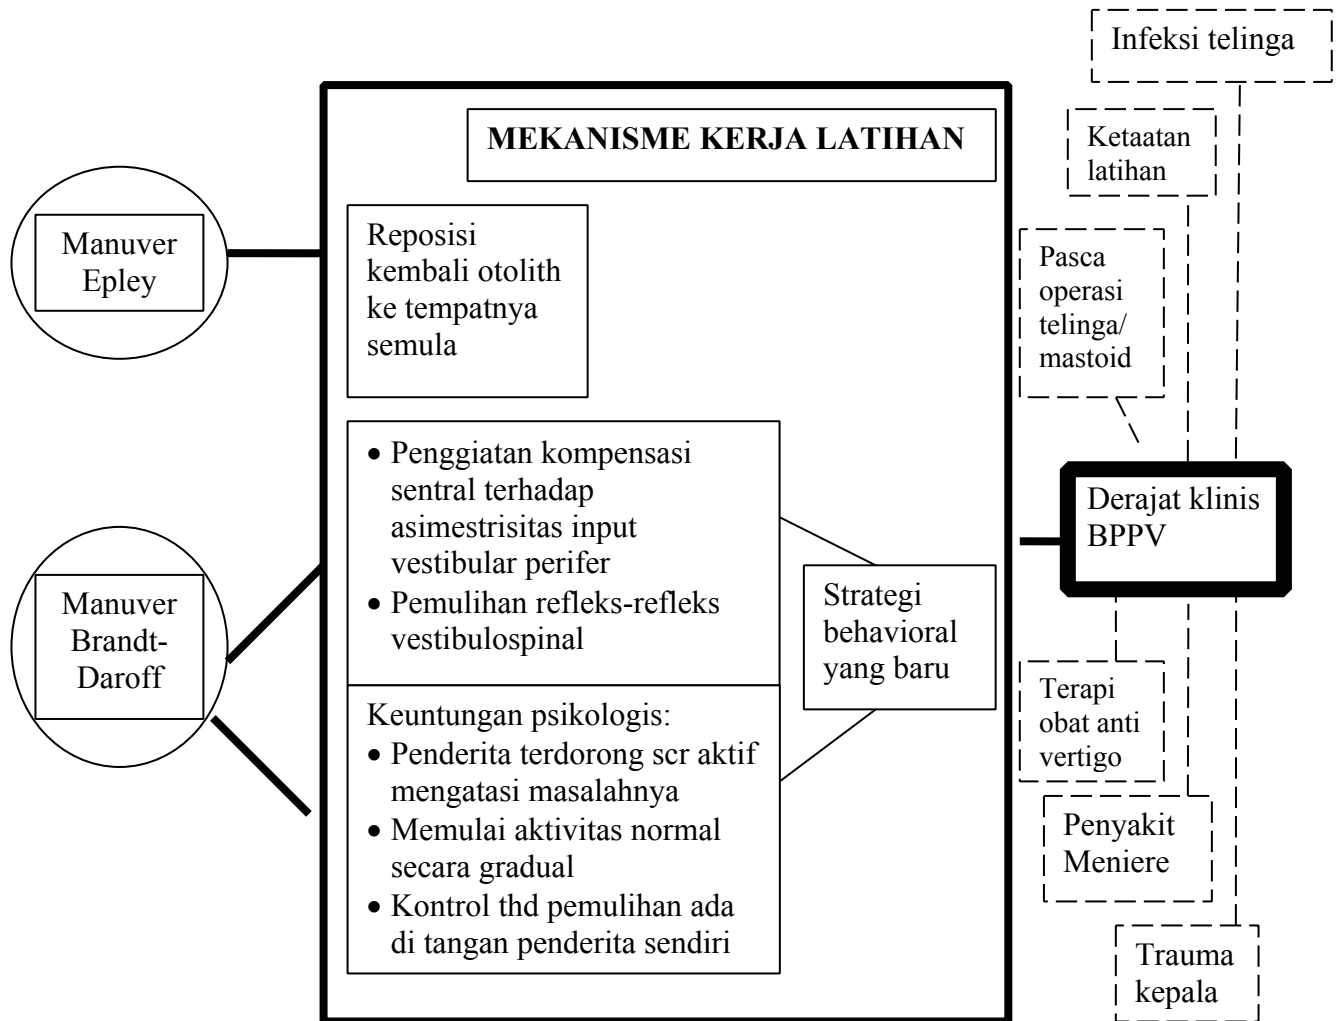 Infeksi telinga
MEKANISME KERJA LATIHAN
Ketaatan
latihan
Manuver
Epley
Reposisi
kembali otolith
ke tempatnya
semula
Pasca
operasi
telinga/
mastoid
• Penggiatan kompensasi
sentral terhadap
asimestrisitas input
vestibular perifer
• Pemulihan refleks-refleks
vestibulospinal
Derajat klinis
BPPV
Manuver
Brandt-
Daroff
Strategi
behavioral
yang baru
Keuntungan psikologis:
• Penderita terdorong scr aktif
mengatasi masalahnya
• Memulai aktivitas normal
secara gradual
• Kontrol thd pemulihan ada
di tangan penderita sendiri
Terapi
obat anti
vertigo
Penyakit
Meniere
Trauma
kepala